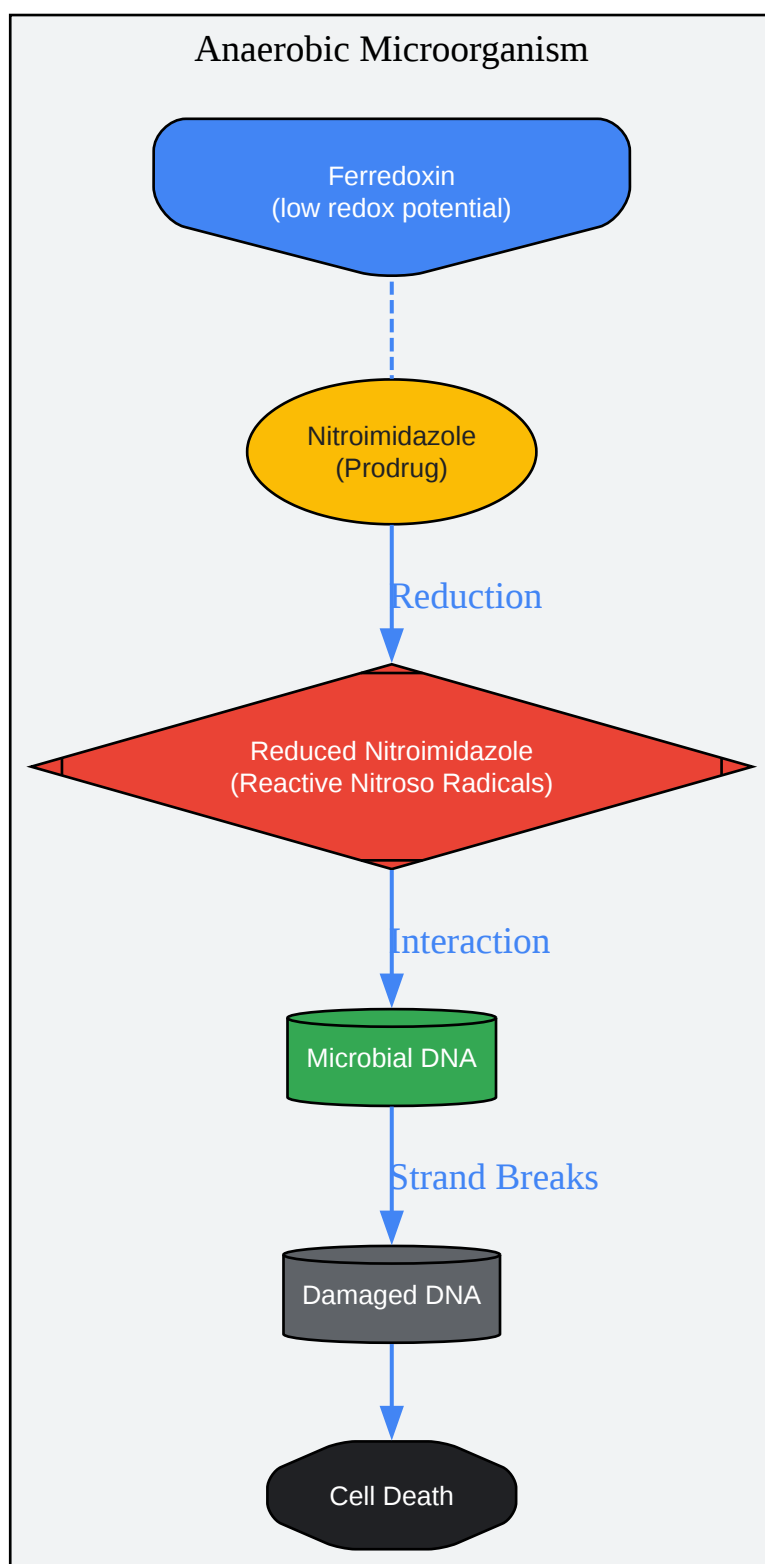 Anaerobic Microorganism
Ferredoxin
(low redox potential)
Nitroimidazole
(Prodrug)
Reduction
Reduced Nitroimidazole
(Reactive Nitroso Radicals)
Interaction
Microbial DNA
Strand Breaks
Damaged DNA
Cell Death